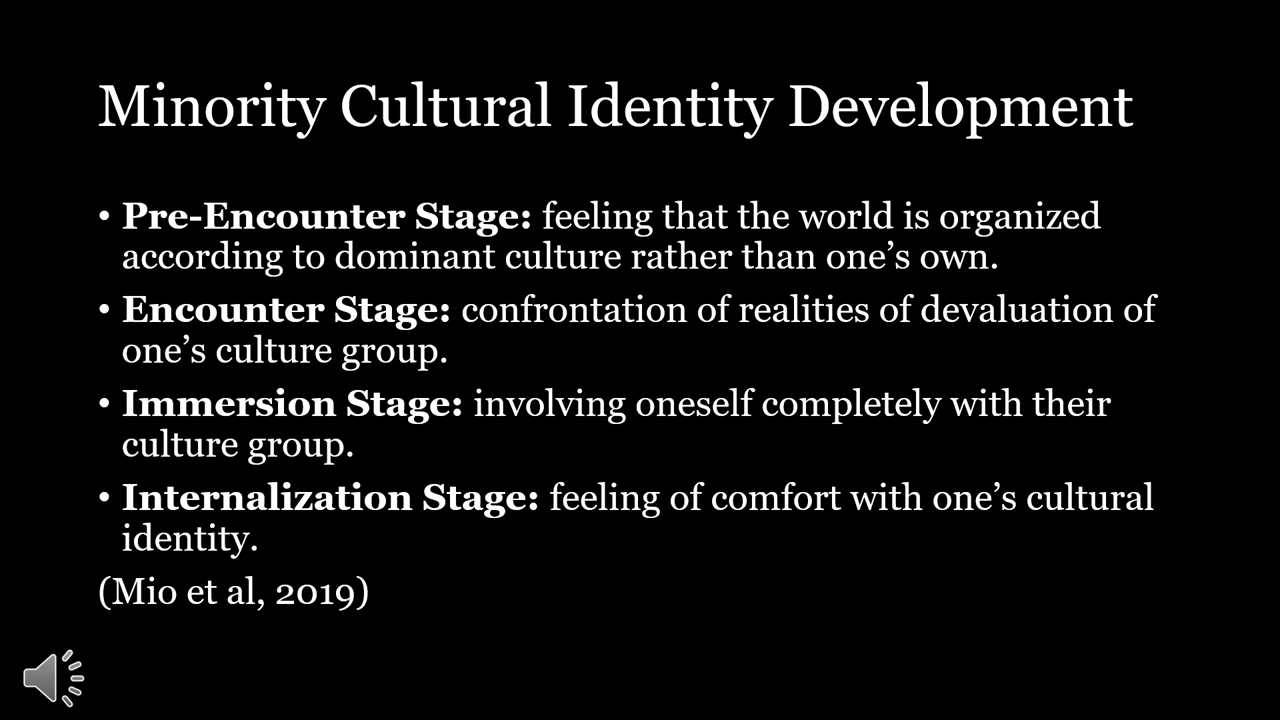 Minority Cultural Identity Development
• Pre-Encounter Stage: feeling that the world is organized
according to dominant culture rather than one’s own.
• Encounter Stage: confrontation of realities of devaluation of
one’s culture group.
• Immersion Stage: involving oneself completely with their
culture group.
• Internalization Stage: feeling of comfort with one’s cultural
identity.
(Mio et al, 2019)